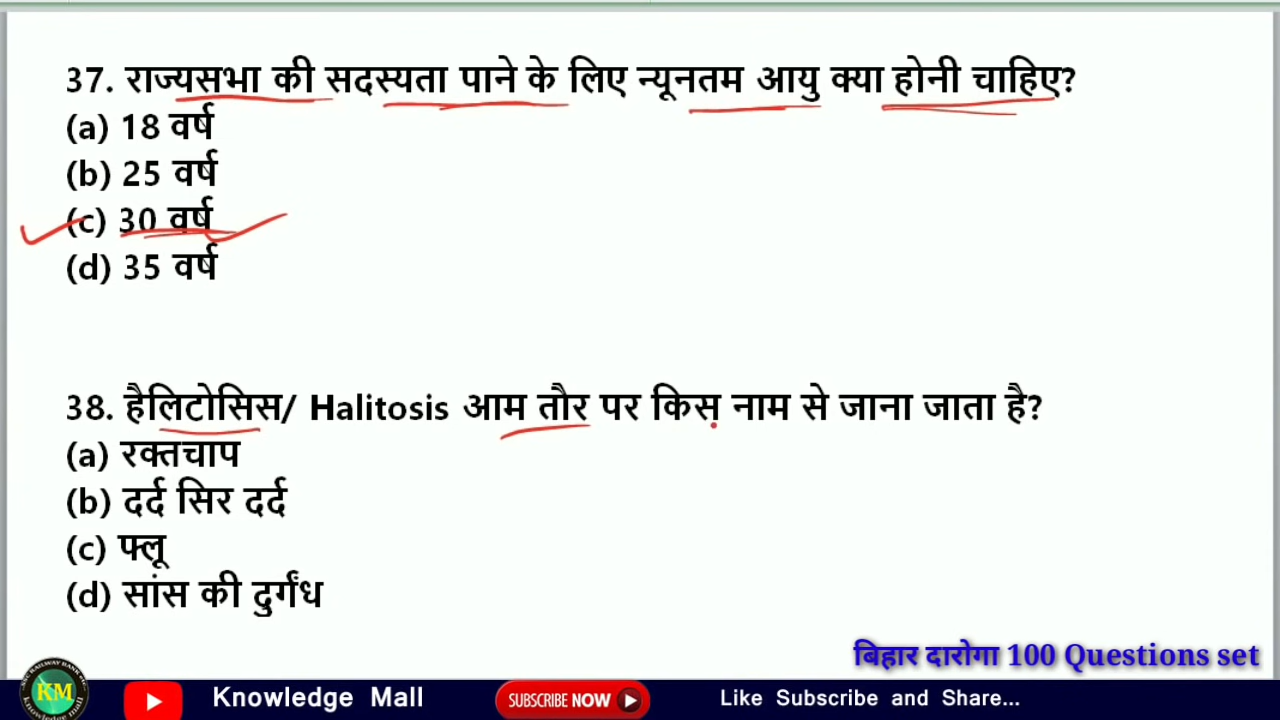 37. राज्यसभा की सदस्यता पाने के लिए न्यूनतम आयु क्या होनी चाहिए?
(a) 18 वर्ष
(b) 25 वर्ष
(c) 30 वर्ष
(d) 35 वर्ष
38. हैलिटोसिस/ Halitosis आम तौर पर किस नाम से जाना जाता है?
(a) रक्तचाप
(b) दर्द सिर दर्द
(c) फ्लू
(d) सांस की दुर्गंध
बिहार दारोगा 100 Questions set
KM
Knowledge Mall
SUBSCRIBE NOW
Like Subscribe and Share...